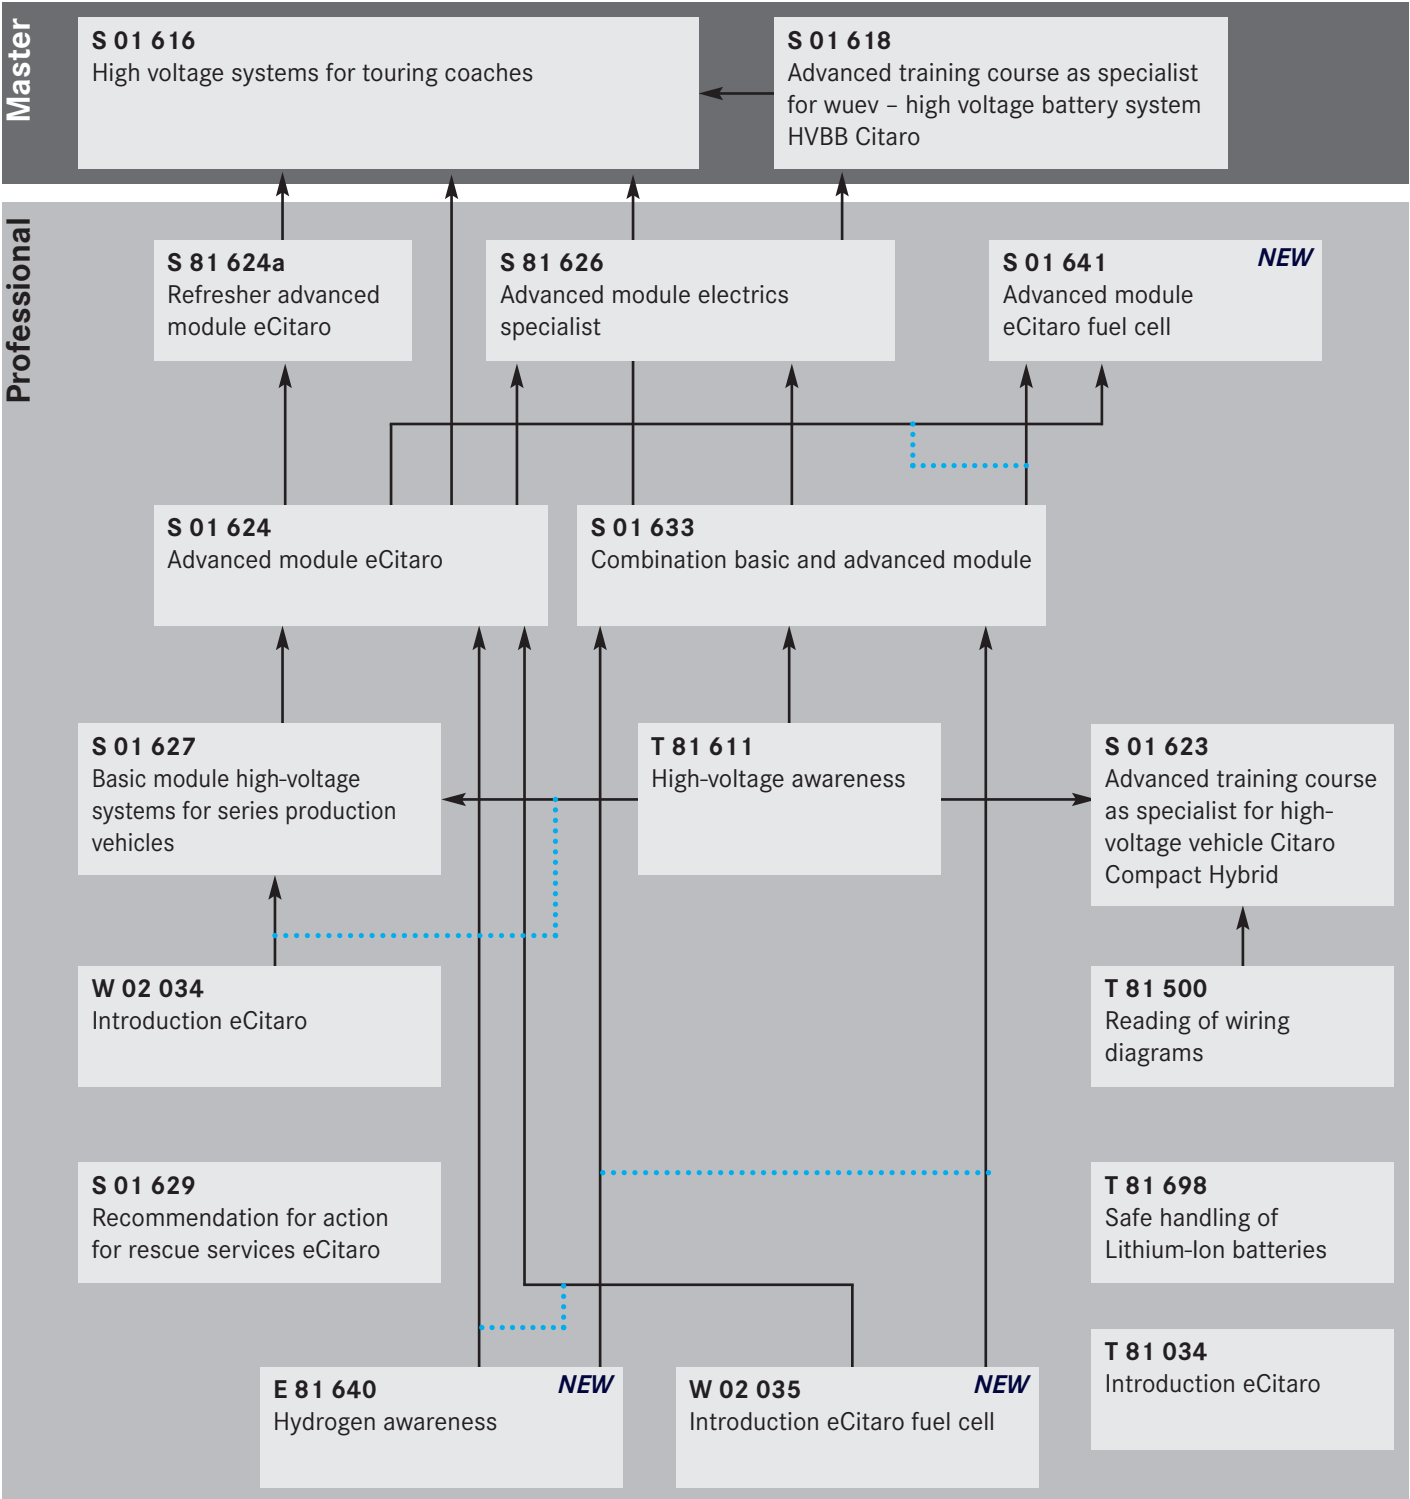 Master
S 01 616
High voltage systems for touring coaches
S 01 618
Advanced training course as specialist
for wuev – high voltage battery system
HVBB Citaro
Professional
S 81 624a
Refresher advanced
module eCitaro
S 81 626
Advanced module electrics
specialist
S 01 641
NEW
Advanced module
eCitaro fuel cell
S 01 624
Advanced module eCitaro
S 01 633
Combination basic and advanced module
S 01 627
Basic module high-voltage
systems for series production
vehicles
T 81 611
High-voltage awareness
S 01 623
Advanced training course
as specialist for high-
voltage vehicle Citaro
Compact Hybrid
W 02 034
Introduction eCitaro
T 81 500
Reading of wiring
diagrams
S 01 629
Recommendation for action
for rescue services eCitaro
T 81 698
Safe handling of
Lithium-Ion batteries
E 81 640
NEW
Hydrogen awareness
W 02 035
NEW
Introduction eCitaro fuel cell
T 81 034
Introduction eCitaro